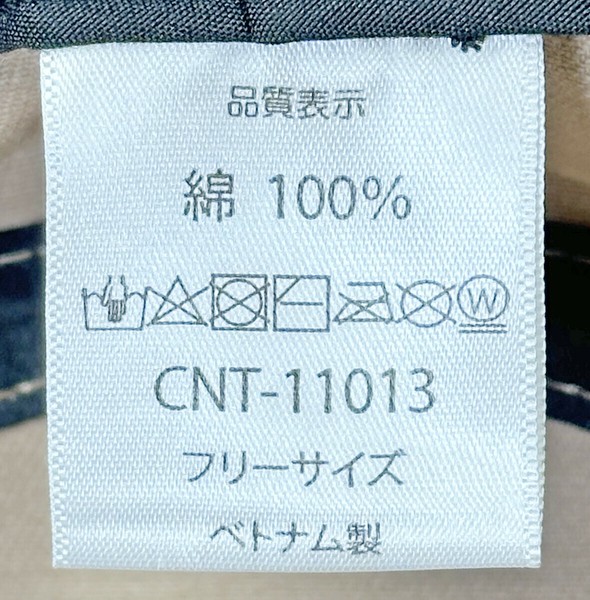 品質表示
綿 100%
W
CNT-11013
フリーサイズ
ベトナム製